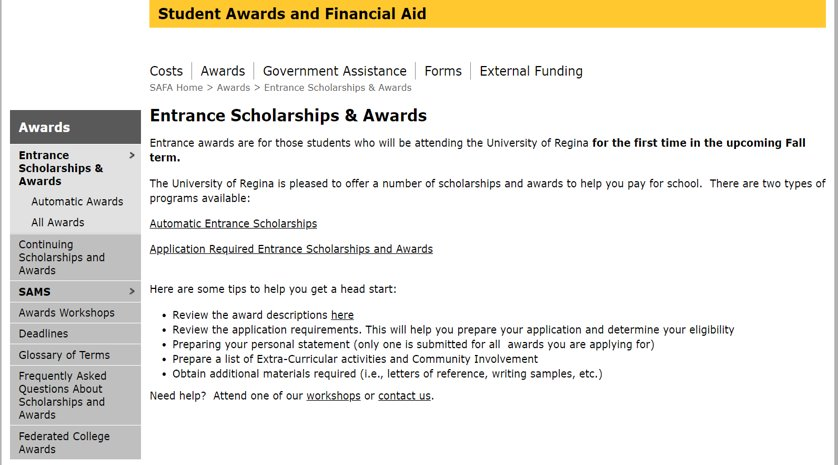 Student Awards and Financial Aid
Costs Awards Government Assistance Forms External Funding
SAFA Home > Awards > Entrance Scholarships & Awards
Awards
Entrance >
Scholarships &
Awards
Automatic Awards
All Awards
Continuing
Scholarships and
Awards
SAMS >
Awards Workshops
Deadlines
Glossary of Terms
Frequently Asked
Questions About
Scholarships and
Awards
Federated College
Awards
Entrance Scholarships & Awards
Entrance awards are for those students who will be attending the University of Regina for the first time in the upcoming Fall
term.
The University of Regina is pleased to offer a number of scholarships and awards to help you pay for school. There are two types of
programs available:
Automatic Entrance Scholarships
Application Required Entrance Scholarships and Awards
Here are some tips to help you get a head start:
• Review the award descriptions here
• Review the application requirements. This will help you prepare your application and determine your eligibility
• Preparing your personal statement (only one is submitted for all awards you are applying for)
• Prepare a list of Extra-Curricular activities and Community Involvement
• Obtain additional materials required (i.e., letters of reference, writing samples, etc.)
Need help? Attend one of our workshops or contact us.